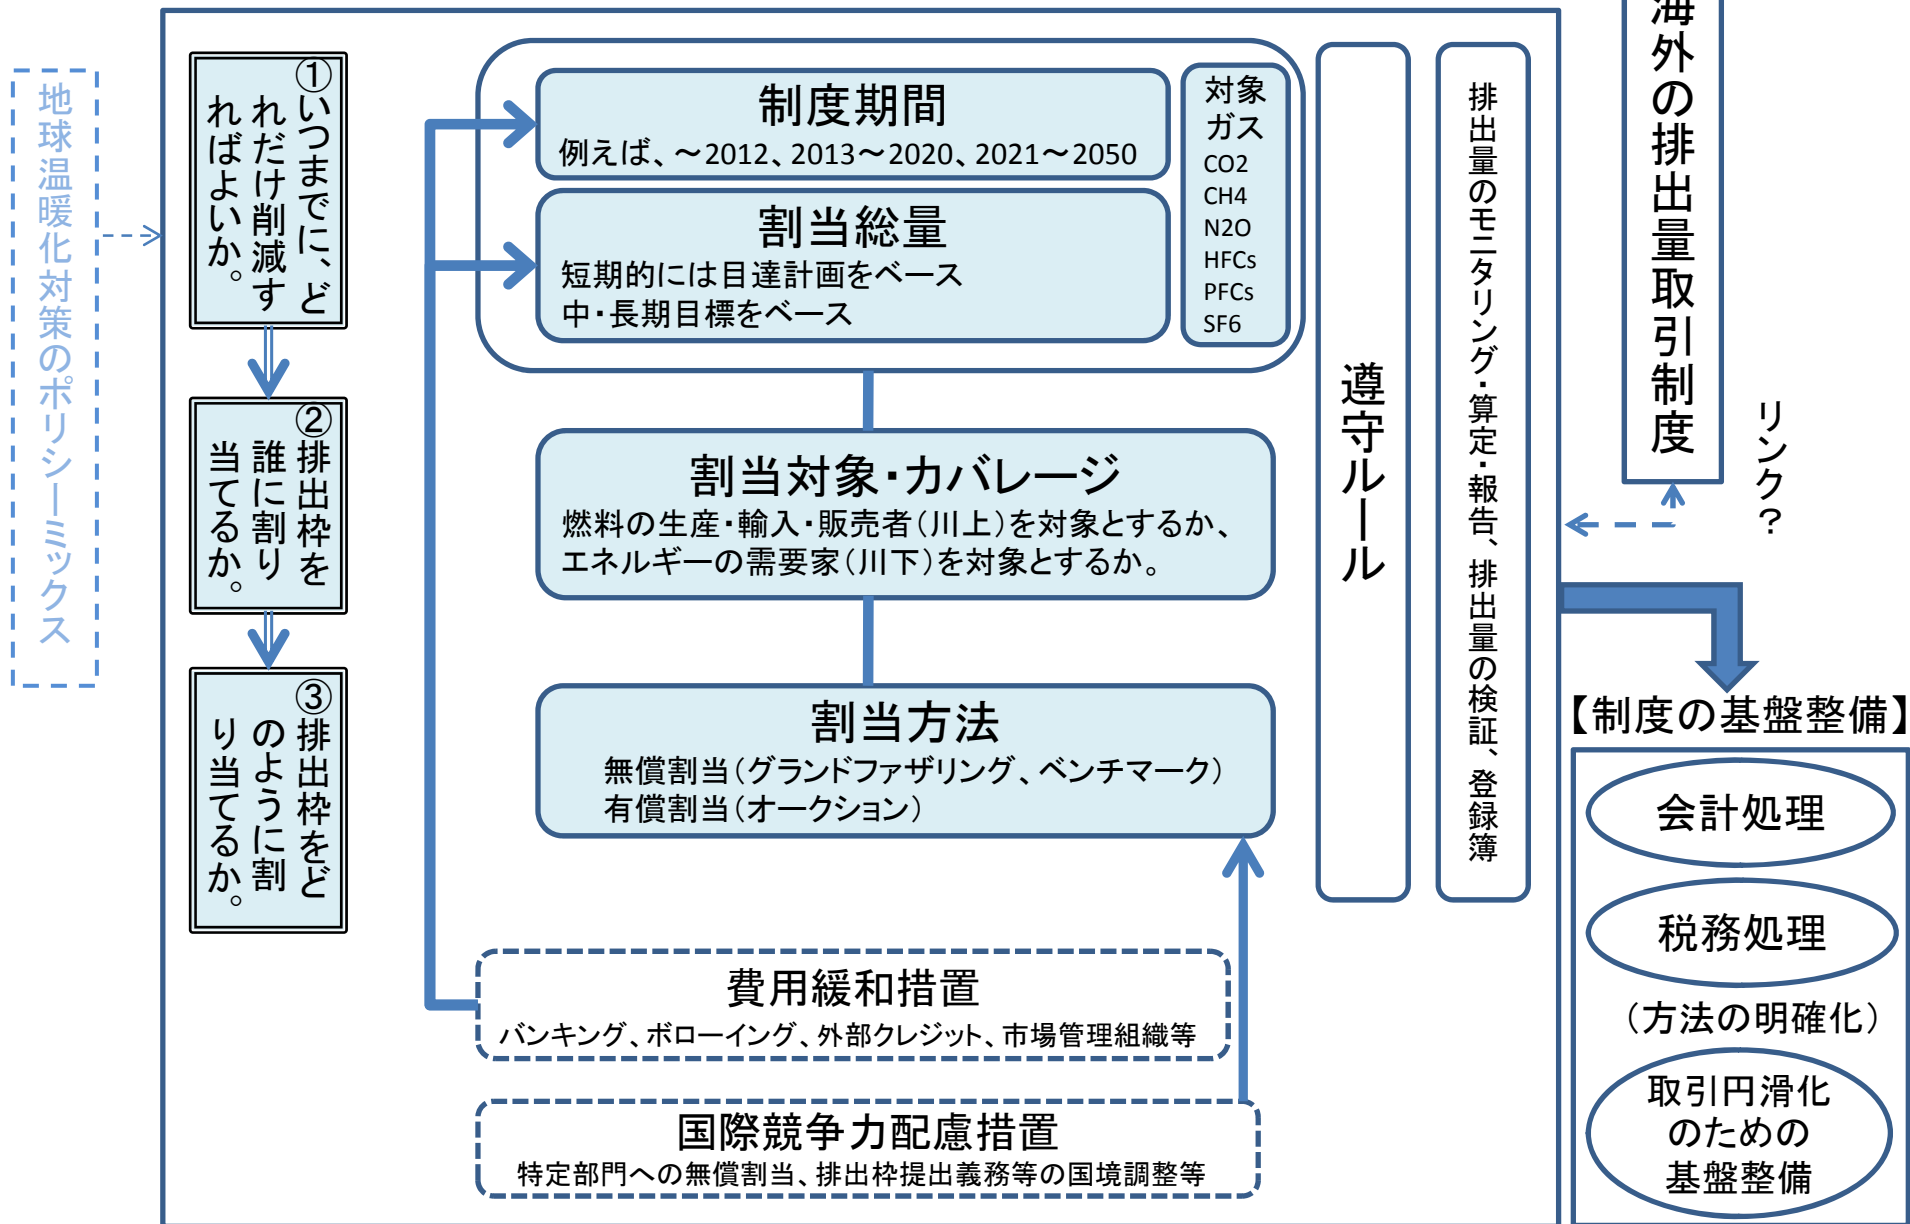 地球温暖化対策のポリシーミックス
①いつまでに、ど
れだけ削減す
ればよいか。
②排出枠を
誰に割り
当てるか。
③排出枠をど
のように割
り当てるか。
制度期間
例えば、～2012、2013～2020、2021～2050
割当総量
短期的には目達計画をベース
中・長期目標をベース
対象
ガス
CO2
CH4
N2O
HFCs
PFCs
SF6
割当対象・カバレージ
燃料の生産・輸入・販売者（川上）を対象とするか、
エネルギーの需要家（川下）を対象とするか。
割当方法
無償割当（グランドファザリング、ベンチマーク）
有償割当（オークション）
費用緩和措置
バンキング、ボローイング、外部クレジット、市場管理組織等
国際競争力配慮措置
特定部門への無償割当、排出枠提出義務等の国境調整等
遵守ルール
排出量のモニタリング・算定・報告、排出量の検証、登録簿
海外の排出量取引制度
リンク？
【制度の基盤整備】
会計処理
税務処理
（方法の明確化）
取引円滑化
のための
基盤整備